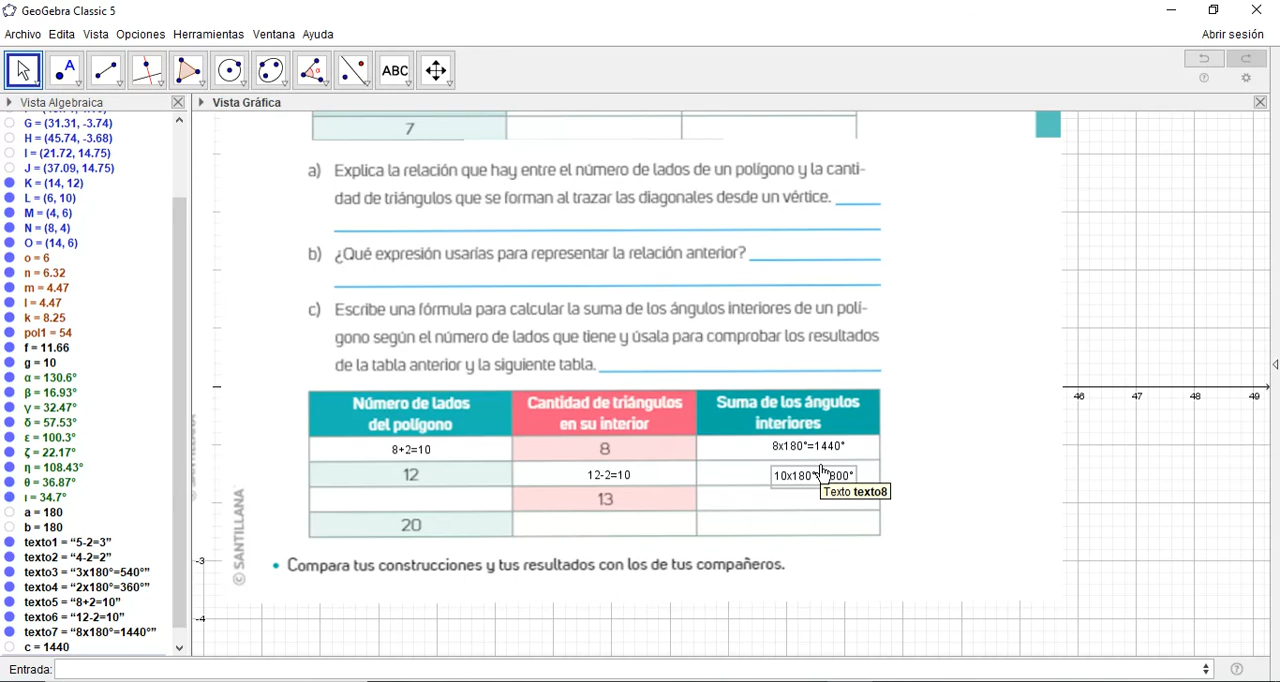 GeoGebra Classic 5
Archivo Edita Vista Opciones Herramientas Ventana Ayuda
Abrir sesión
A
ABC
Vista Algebraica
Vista Gráfica
G = (31.31, -3.74)
H = (45.74, -3.68)
I = (21.72, 14.75)
J = (37.09, 14.75)
K = (14, 12)
L = (6, 10)
M = (4, 6)
N = (8, 4)
O = (14, 6)
o = 6
n = 6.32
m = 4.47
l = 4.47
k = 8.25
pol1 = 54
f = 11.66
g = 10
α = 130.6°
β = 16.93°
γ = 32.47°
δ = 57.53°
ε = 100.3°
ζ = 22.17°
η = 108.43°
θ = 36.87°
ι = 34.7°
a = 180
b = 180
texto1 = “5-2=3”
texto2 = “4-2=2”
texto3 = “3x180°=540°”
texto4 = “2x180°=360°”
texto5 = “8+2=10”
texto6 = “12-2=10”
texto7 = “8x180°=1440°”
c = 1440
7
a) Explica la relación que hay entre el número de lados de un polígono y la canti-
dad de triángulos que se forman al trazar las diagonales desde un vértice.
b) ¿Qué expresión usarías para representar la relación anterior?
c) Escribe una fórmula para calcular la suma de los ángulos interiores de un polí-
gono según el número de lados que tiene y úsala para comprobar los resultados
de la tabla anterior y la siguiente tabla.
Número de lados del polígono
Cantidad de triángulos en su interior
Suma de los ángulos interiores
8+2=10 8 8x180°=1440°
12 12-2=10 10x180° 800°
Texto texto8
13
20
• Compara tus construcciones y tus resultados con los de tus compañeros.
© SANTILLANA
46 47 48 49
-3
-4
Entrada: